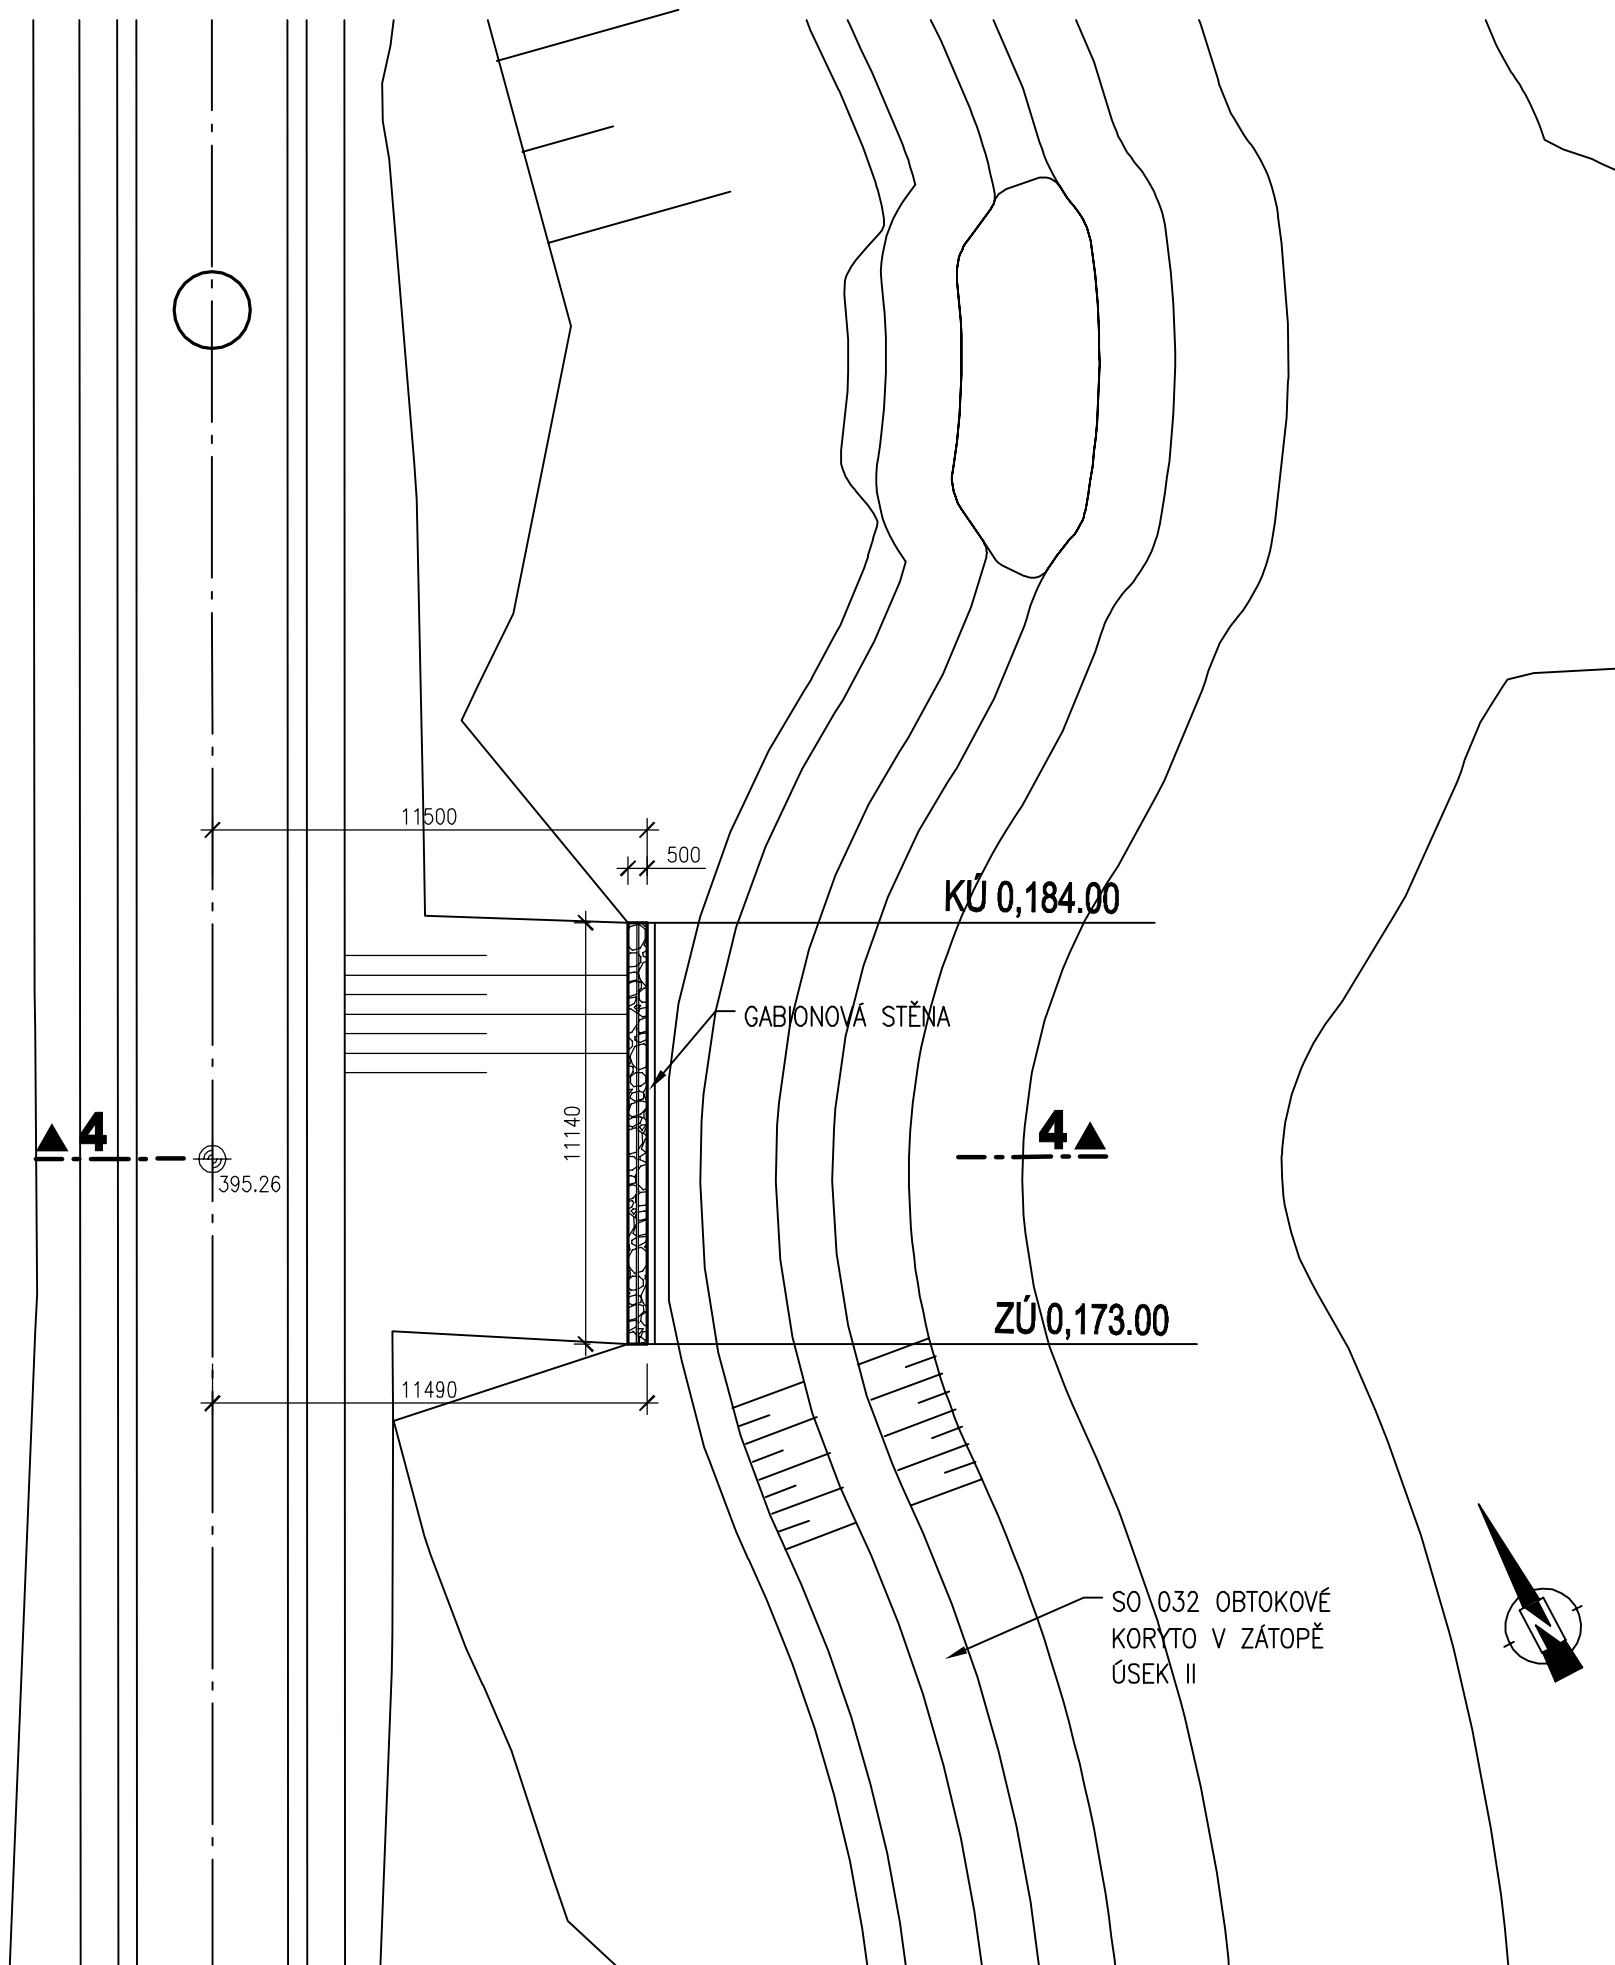 11500
500
KÚ 0,184.00
GABIONOVÁ STĚNA
11140
4
4
395.26
ZÚ 0,173.00
11490
SO 032 OBTOKOVÉ
KORYTO V ZÁTOPĚ
ÚSEK II